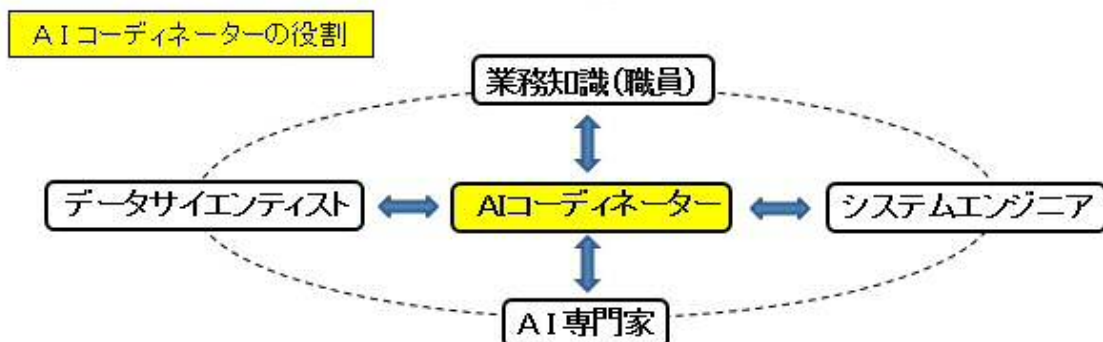 ＡＩコーディネーターの役割
業務知識(職員)
データサイエンティスト
AIコーディネーター
システムエンジニア
ＡＩ専門家